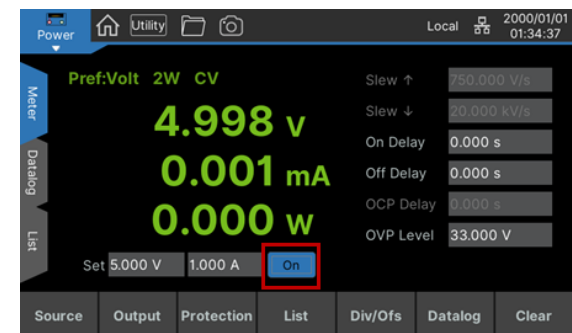 Power
Utility
Local
2000/01/01
01:34:37
Meter
Datalog
List
Pref:Volt 2W CV
4.998 V
0.001 mA
0.000 W
Set 5.000 V 1.000 A On
Slew ↑ 750.000 V/s
Slew ↓ 20.000 kV/s
On Delay 0.000 s
Off Delay 0.000 s
OCP Delay 0.000 s
OVP Level 33.000 V
Source Output Protection List Div/Ofs Datalog Clear